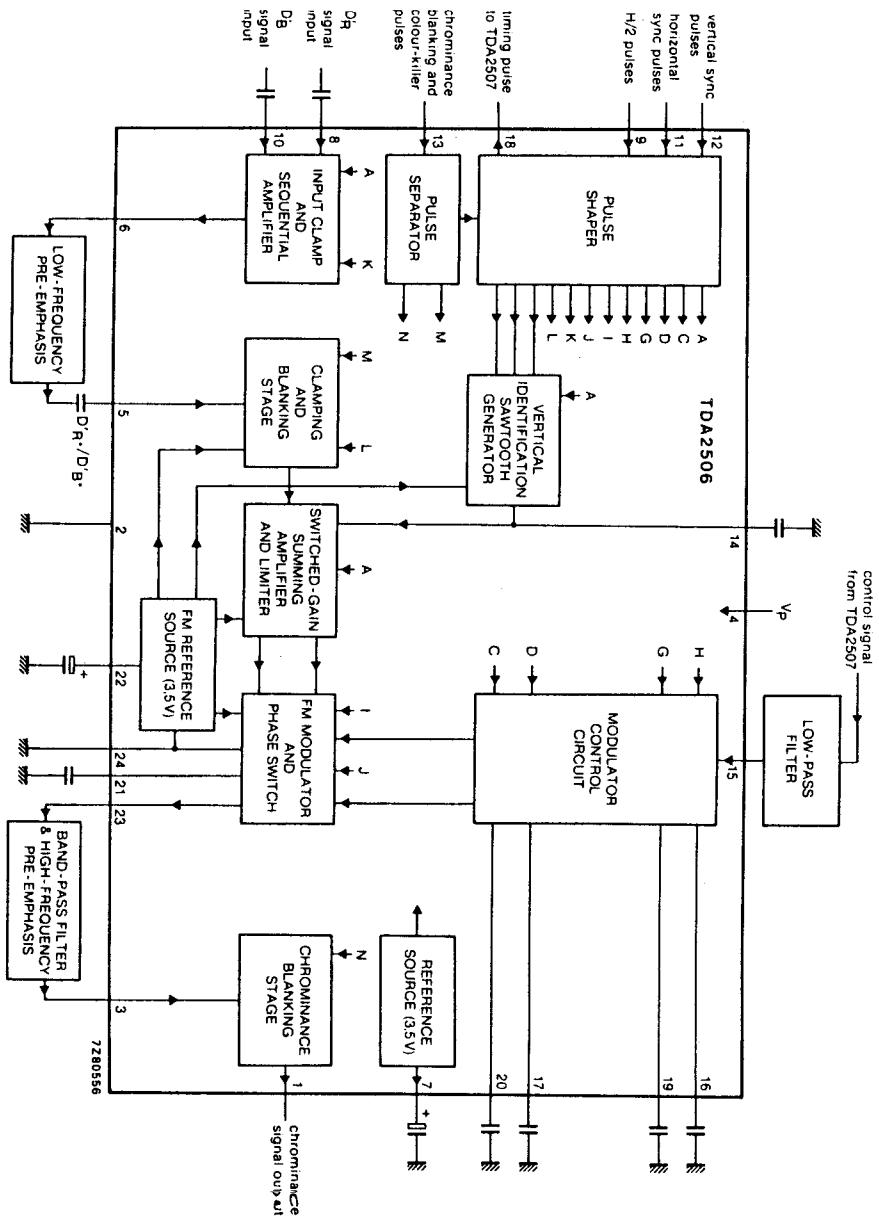 TDA2506
vertical sync
pulses
horizontal
sync pulses
H/2 pulses
timing pulse
to TDA2507
chrominance
blanking and
colour-killer
pulses
D'R
signal
input
D'B
signal
input
12
11
9
18
13
8
10
PULSE
SHAPER
A
C
D
G
H
I
J
K
L
PULSE
SEPARATOR
M
N
A
K
INPUT CLAMP
AND
SEQUENTIAL
AMPLIFIER
6
LOW-FREQUENCY
PRE-EMPHASIS
D'R*/D'B*
5
M
L
CLAMPING
AND
BLANKING
STAGE
A
VERTICAL
IDENTIFICATION
SAWTOOTH
GENERATOR
14
A
SWITCHED-GAIN
SUMMING
AMPLIFIER
AND LIMITER
2
FM REFERENCE
SOURCE (3.5V)
+
22
24
21
23
I
J
FM MODULATOR
AND
PHASE SWITCH
VP
4
control signal
from TDA2507
LOW-PASS
FILTER
15
H
G
D
C
MODULATOR
CONTROL
CIRCUIT
16
19
17
20
BAND-PASS FILTER
& HIGH-FREQUENCY
PRE-EMPHASIS
3
N
CHROMINANCE
BLANKING
STAGE
1
chrominance
signal output
REFERENCE
SOURCE (3.5V)
7
+
7Z80556